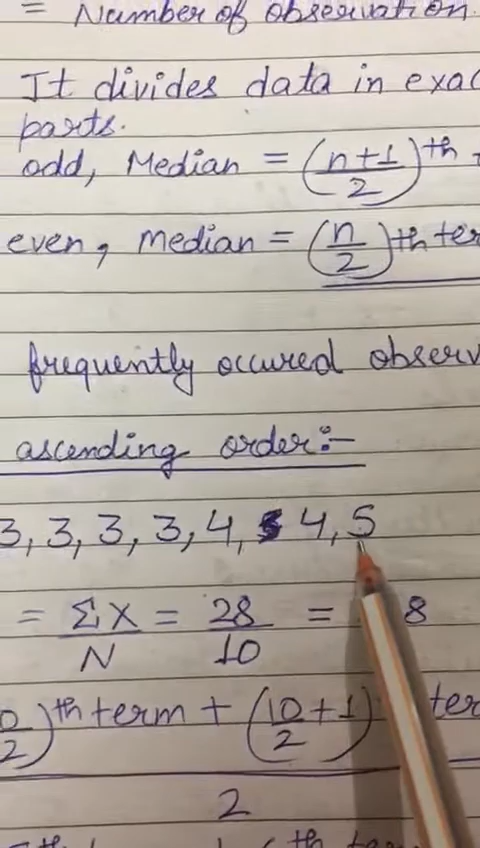 = Number of observation.
It divides data in exac
parts.
odd, Median = (n+1/2)th
even, Median = (n/2)th ter
frequently occured observ
ascending order:-
3, 3, 3, 3, 4, 4, 5
= ΣX/N = 28/10 = 8
0/2)th term + (10/2 + 1) ter
2